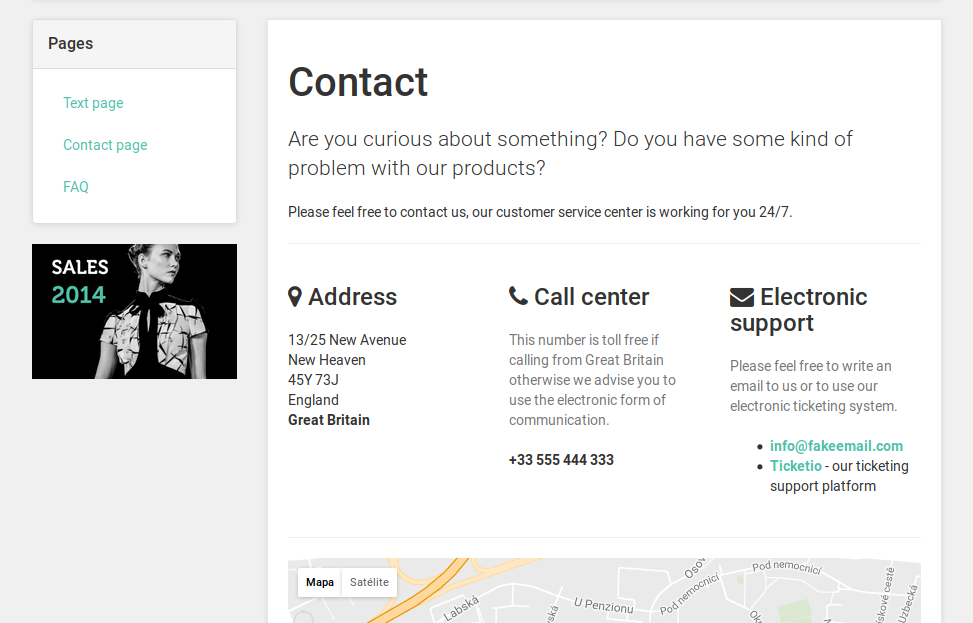 Pages
Text page
Contact page
FAQ
SALES
2014
Contact
Are you curious about something? Do you have some kind of
problem with our products?
Please feel free to contact us, our customer service center is working for you 24/7.
Address
13/25 New Avenue
New Heaven
45Y 73J
England
Great Britain
Call center
This number is toll free if
calling from Great Britain
otherwise we advise you to
use the electronic form of
communication.
+33 555 444 333
Electronic
support
Please feel free to write an
email to us or to use our
electronic ticketing system.
info@fakeemail.com
Ticketio - our ticketing
support platform
Mapa Satélite
Labská
U Penzionu
Pod nemocnicí
Pod nemocnicí
Uzbecká